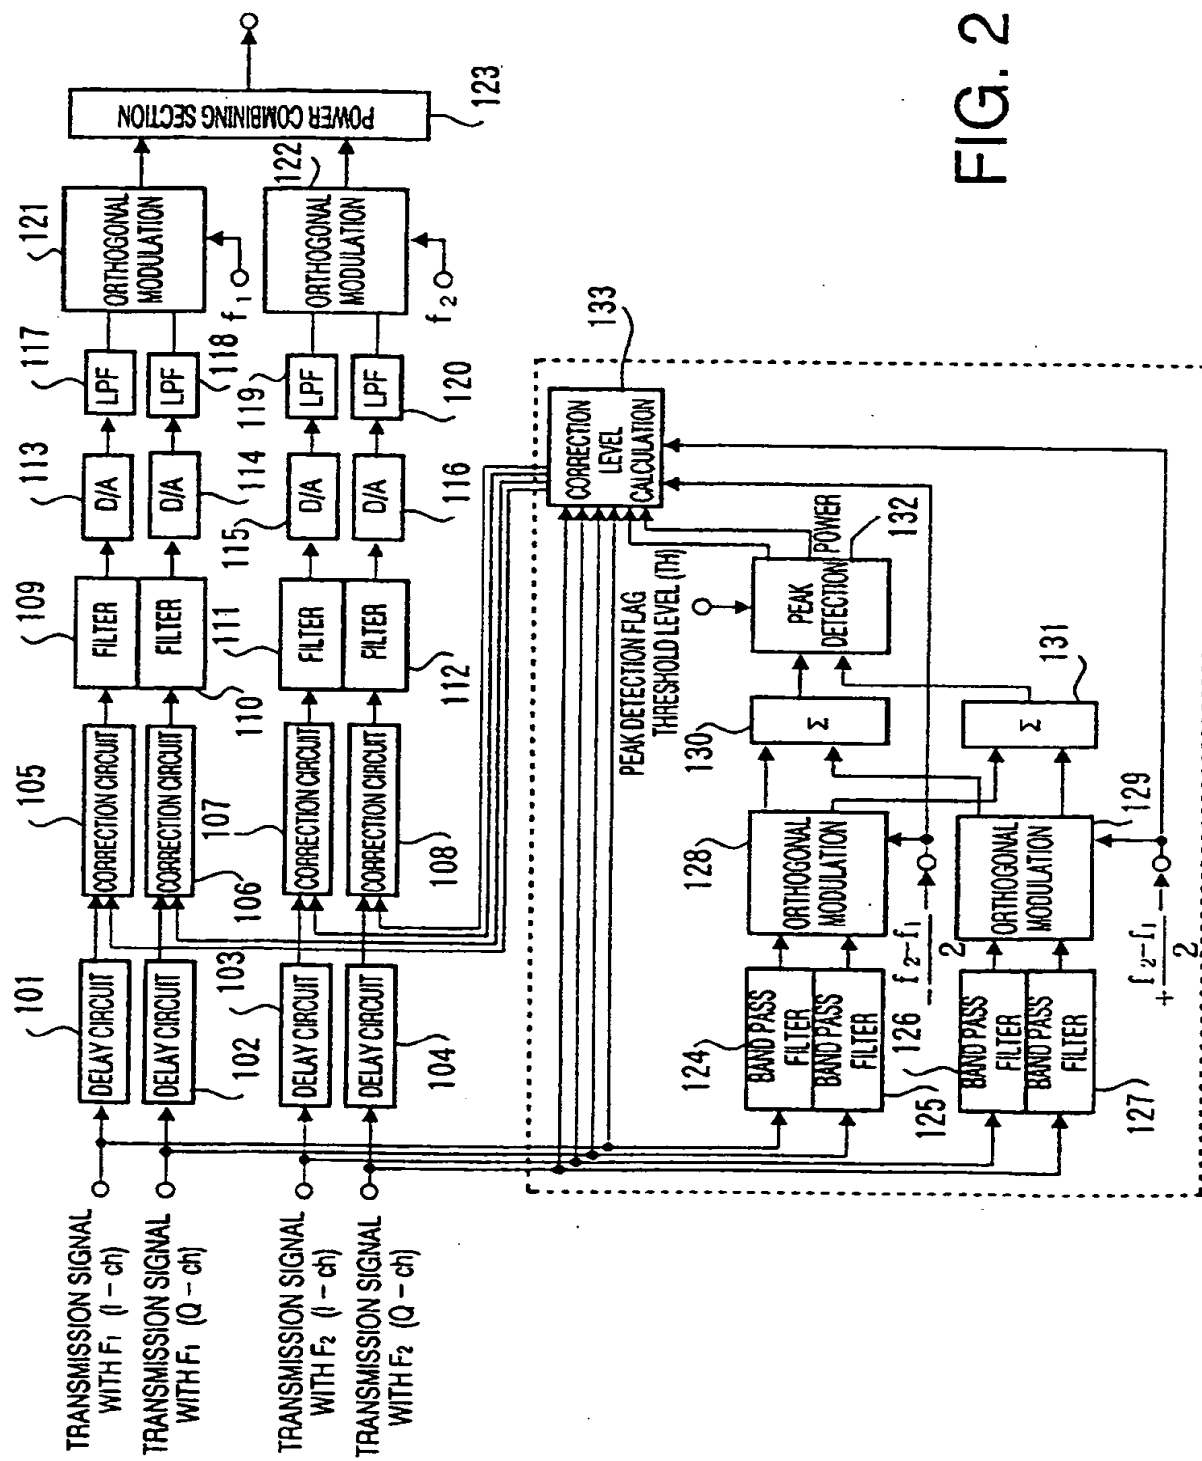 TRANSMISSION SIGNAL
WITH F1 (I - ch)
TRANSMISSION SIGNAL
WITH F1 (Q - ch)
TRANSMISSION SIGNAL
WITH F2 (I - ch)
TRANSMISSION SIGNAL
WITH F2 (Q - ch)
101
DELAY CIRCUIT
DELAY CIRCUIT
102
103
DELAY CIRCUIT
DELAY CIRCUIT
104
105
CORRECTION CIRCUIT
CORRECTION CIRCUIT
106
107
CORRECTION CIRCUIT
CORRECTION CIRCUIT
108
109
FILTER
FILTER
110
111
FILTER
FILTER
112
113
D/A
D/A
114
115
D/A
D/A
116
117
LPF
LPF
118
119
LPF
LPF
120
121
ORTHOGONAL
MODULATION
f1
122
ORTHOGONAL
MODULATION
f2
POWER COMBINING SECTION
123
124
BAND PASS
FILTER
BAND PASS
FILTER
125
126
BAND PASS
FILTER
BAND PASS
FILTER
127
128
ORTHOGONAL
MODULATION
- f2-f1
2
ORTHOGONAL
MODULATION
129
+ f2-f1
2
130
Σ
Σ
131
PEAK DETECTION FLAG
THRESHOLD LEVEL (TH)
PEAK
DETECTION
POWER
132
CORRECTION
LEVEL
CALCULATION
133
FIG. 2